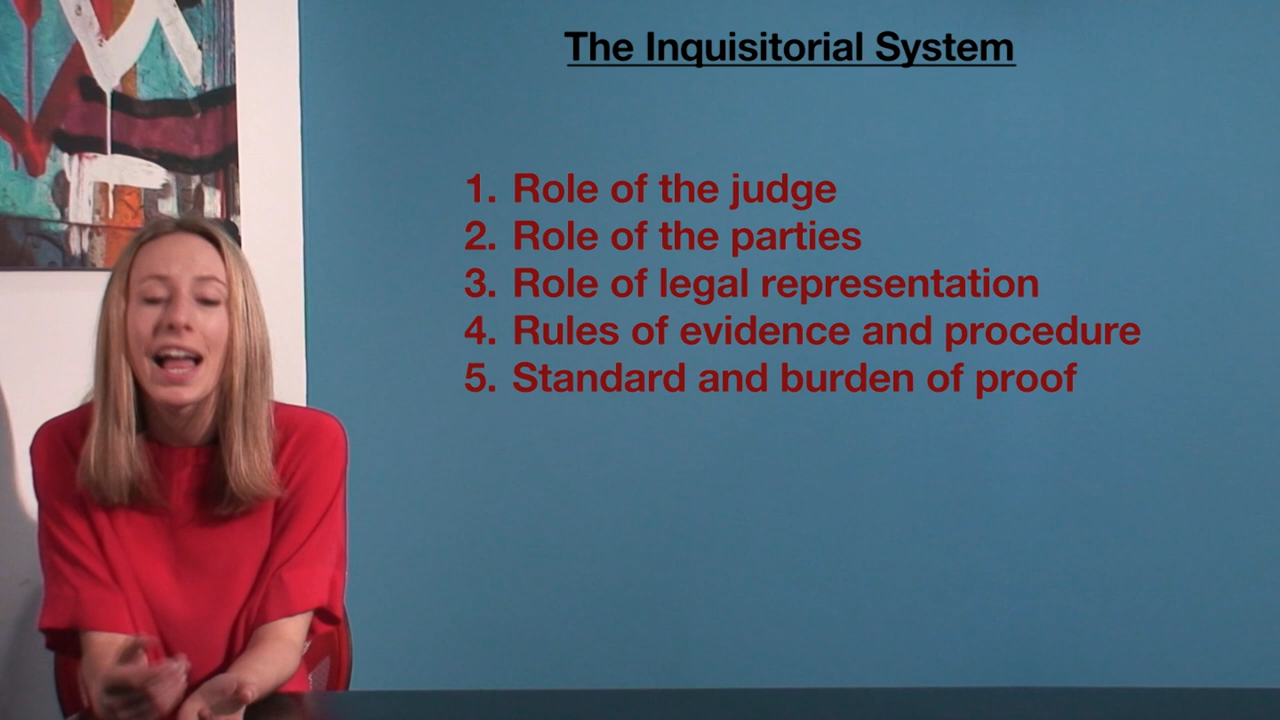 The Inquisitorial System
1. Role of the judge
2. Role of the parties
3. Role of legal representation
4. Rules of evidence and procedure
5. Standard and burden of proof